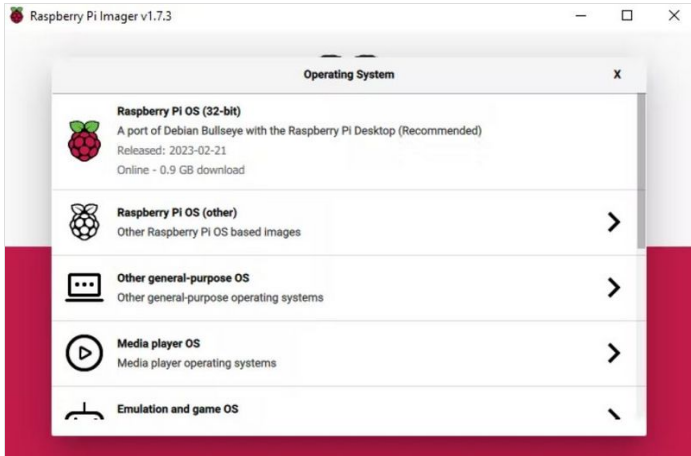 Raspberry Pi Imager v1.7.3
Operating System
X
Raspberry Pi OS (32-bit)
A port of Debian Bullseye with the Raspberry Pi Desktop (Recommended)
Released: 2023-02-21
Online - 0.9 GB download
Raspberry Pi OS (other)
Other Raspberry Pi OS based images
Other general-purpose OS
Other general-purpose operating systems
Media player OS
Media player operating systems
Emulation and game OS